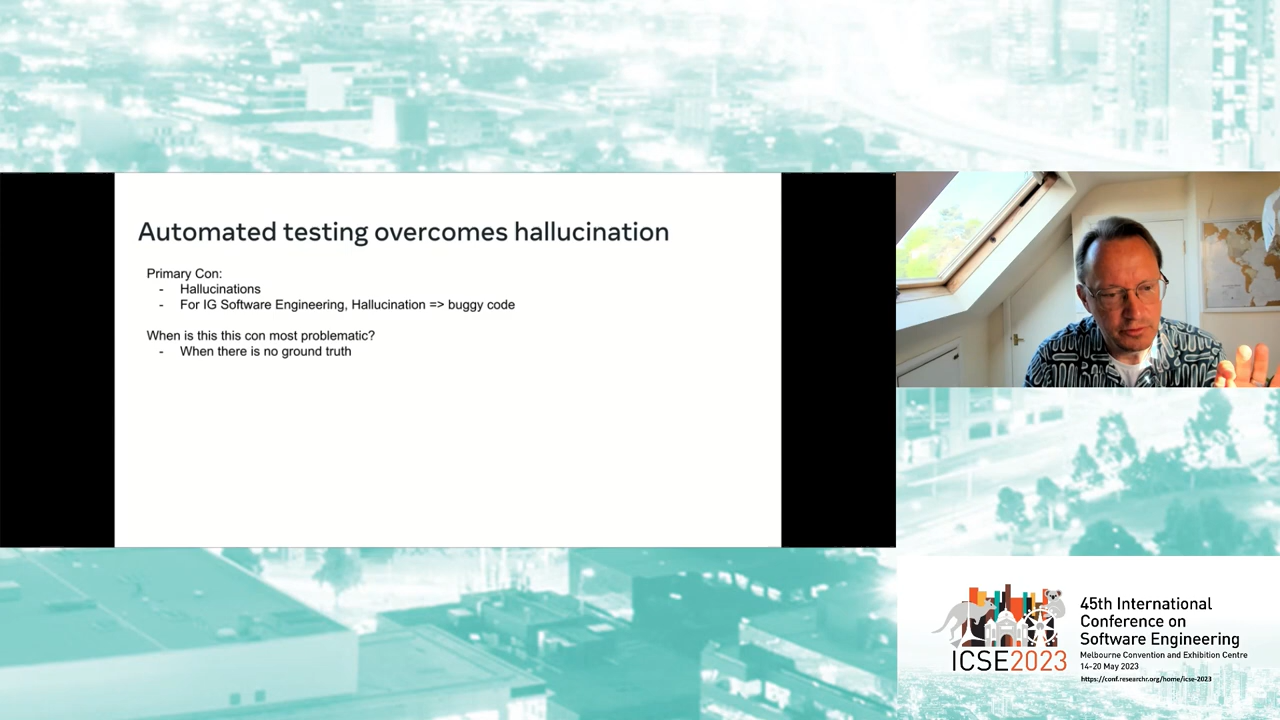 Automated testing overcomes hallucination
Primary Con:
- Hallucinations
- For IG Software Engineering, Hallucination => buggy code
When is this this con most problematic?
- When there is no ground truth
45th International
Conference on
Software Engineering
Melbourne Convention and Exhibition Centre
14-20 May 2023
https://conf.researchr.org/home/icse-2023
ICSE2023